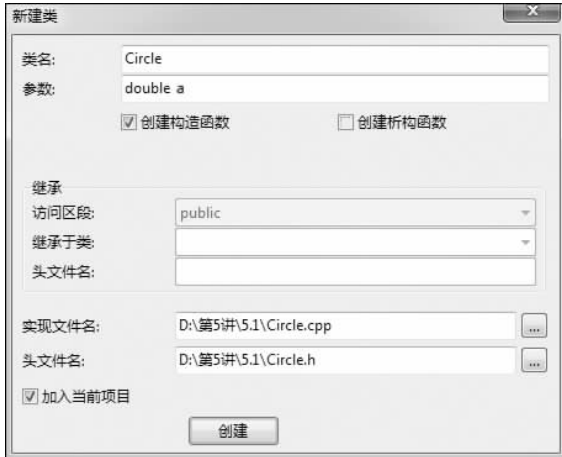 新建类
类名: Circle
参数: double a
创建构造函数 创建析构函数
继承
访问区段: public
继承于类:
头文件名:
实现文件名: D:\第5讲\5.1\Circle.cpp ...
头文件名: D:\第5讲\5.1\Circle.h ...
加入当前项目
创建